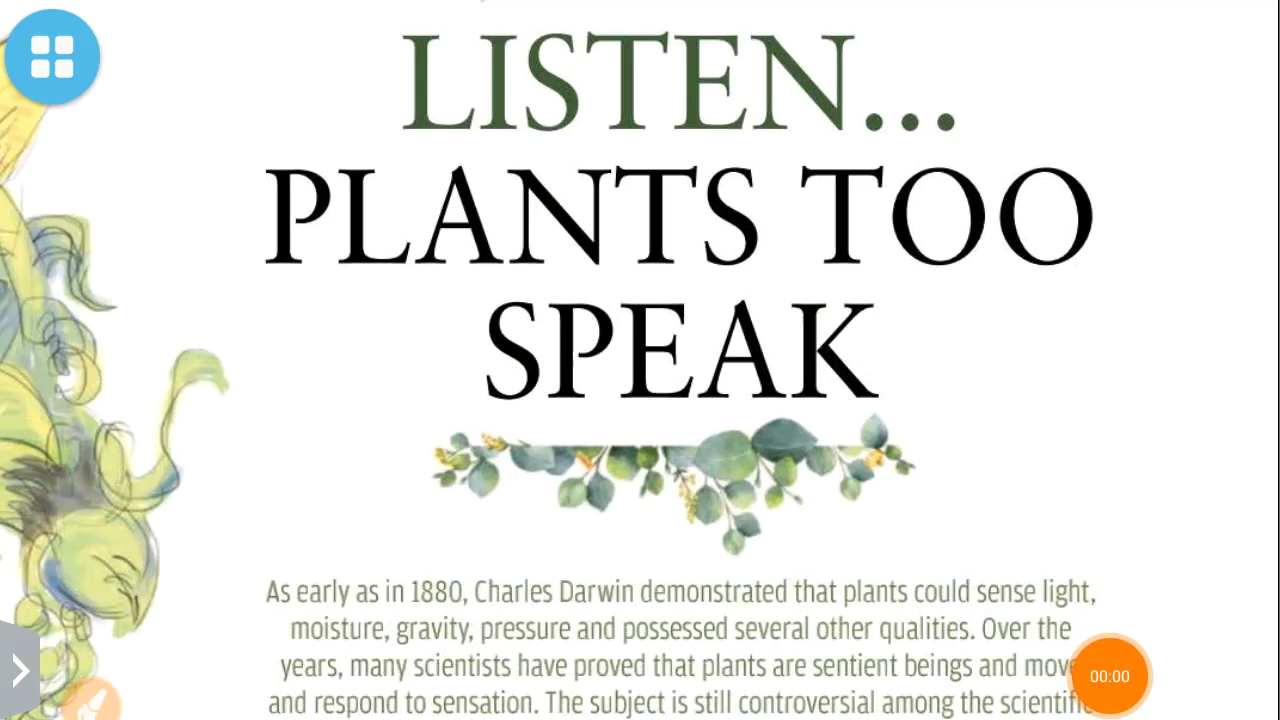 LISTEN...
PLANTS TOO
SPEAK
As early as in 1880, Charles Darwin demonstrated that plants could sense light,
moisture, gravity, pressure and possessed several other qualities. Over the
years, many scientists have proved that plants are sentient beings and move
and respond to sensation. The subject is still controversial among the scientific
00:00